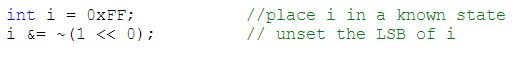 int i = 0xFF;            //place i in a known state
i &= ~(1 << 0);          // unset the LSB of i